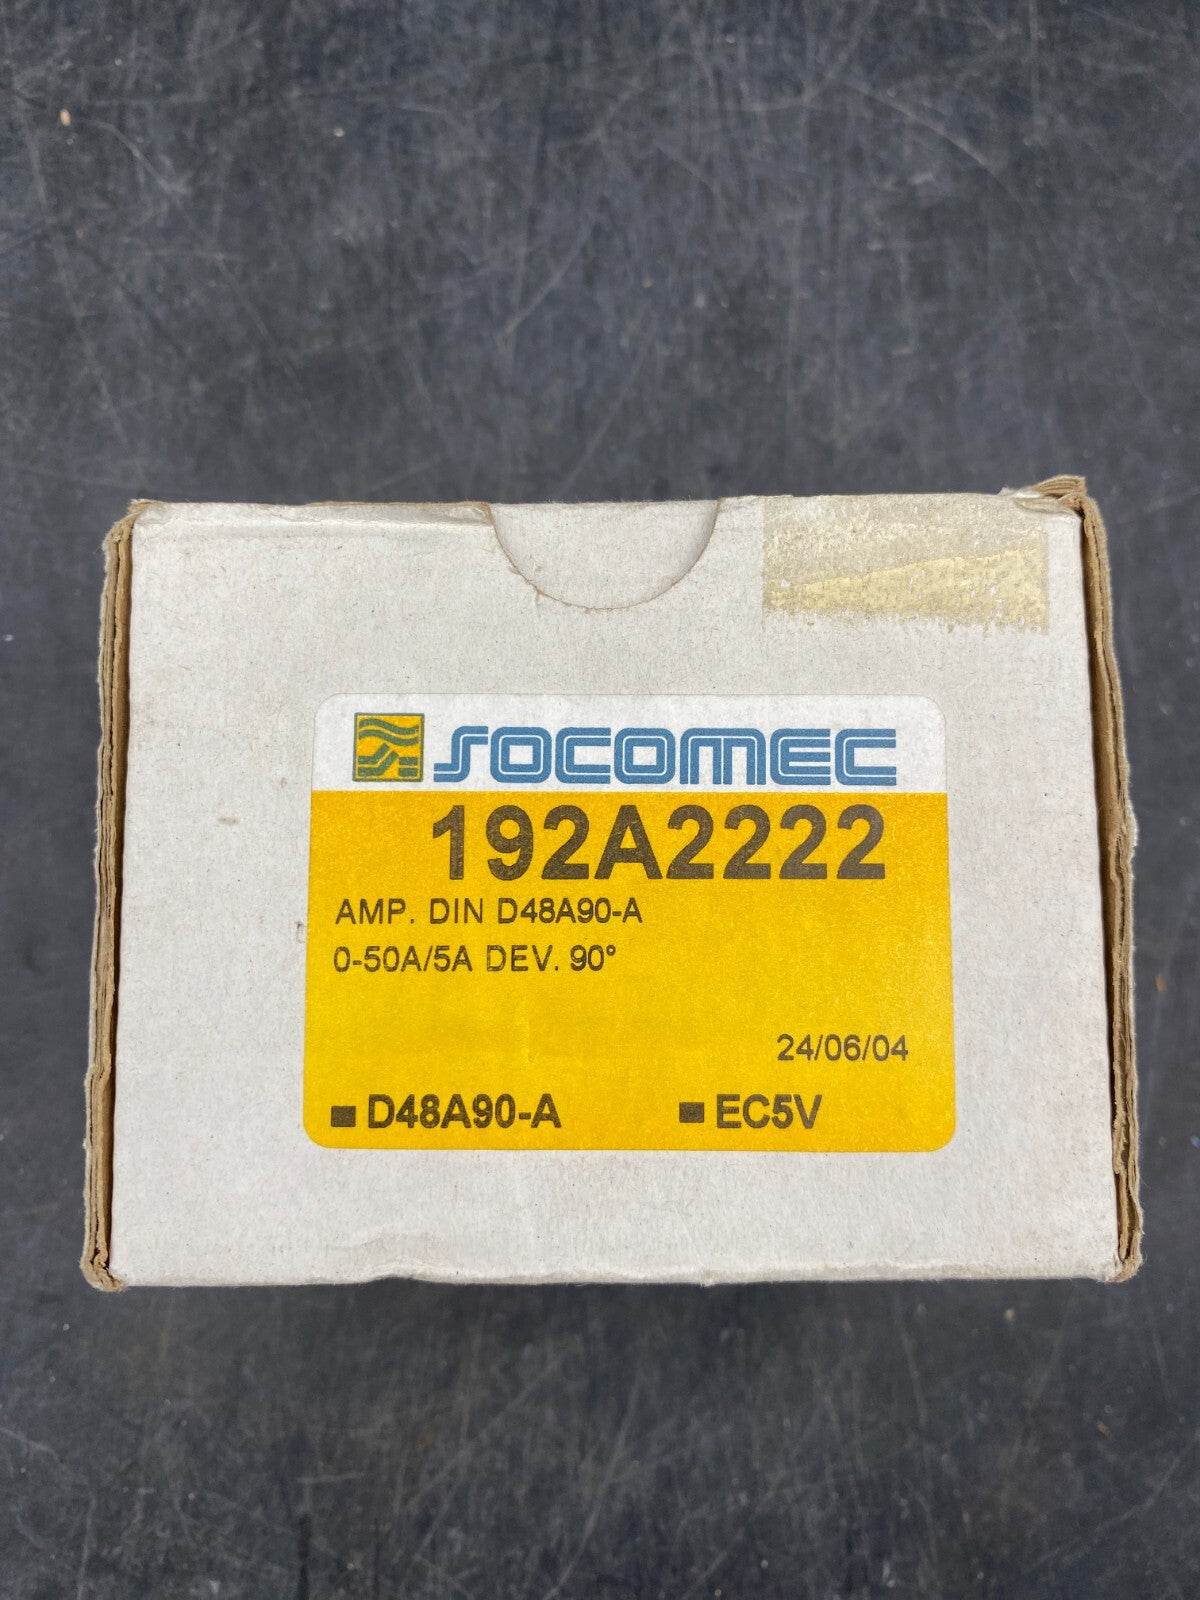 SOCOMEC
192A2222
AMP. DIN D48A90-A
0-50A/5A DEV. 90°
24/06/04
D48A90-A EC5V